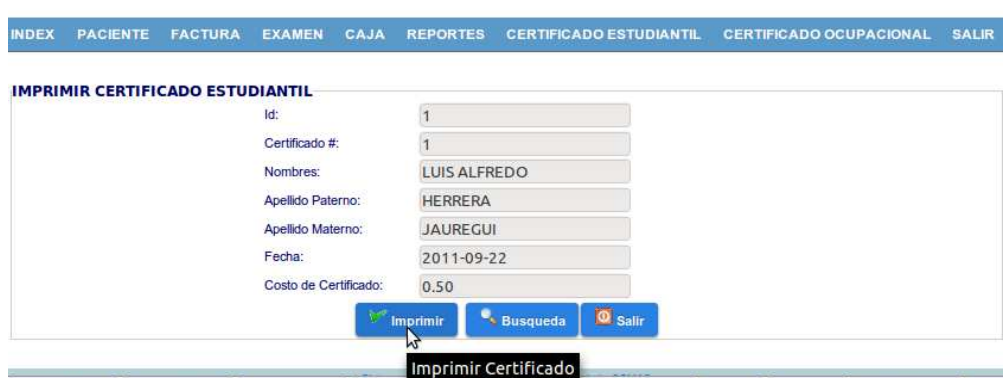 INDEX PACIENTE FACTURA EXAMEN CAJA REPORTES CERTIFICADO ESTUDIANTIL CERTIFICADO OCUPACIONAL SALIR
IMPRIMIR CERTIFICADO ESTUDIANTIL
Id: 1
Certificado #: 1
Nombres: LUIS ALFREDO
Apellido Paterno: HERRERA
Apellido Materno: JAUREGUI
Fecha: 2011-09-22
Costo de Certificado: 0.50
Imprimir Busqueda Salir
Imprimir Certificado